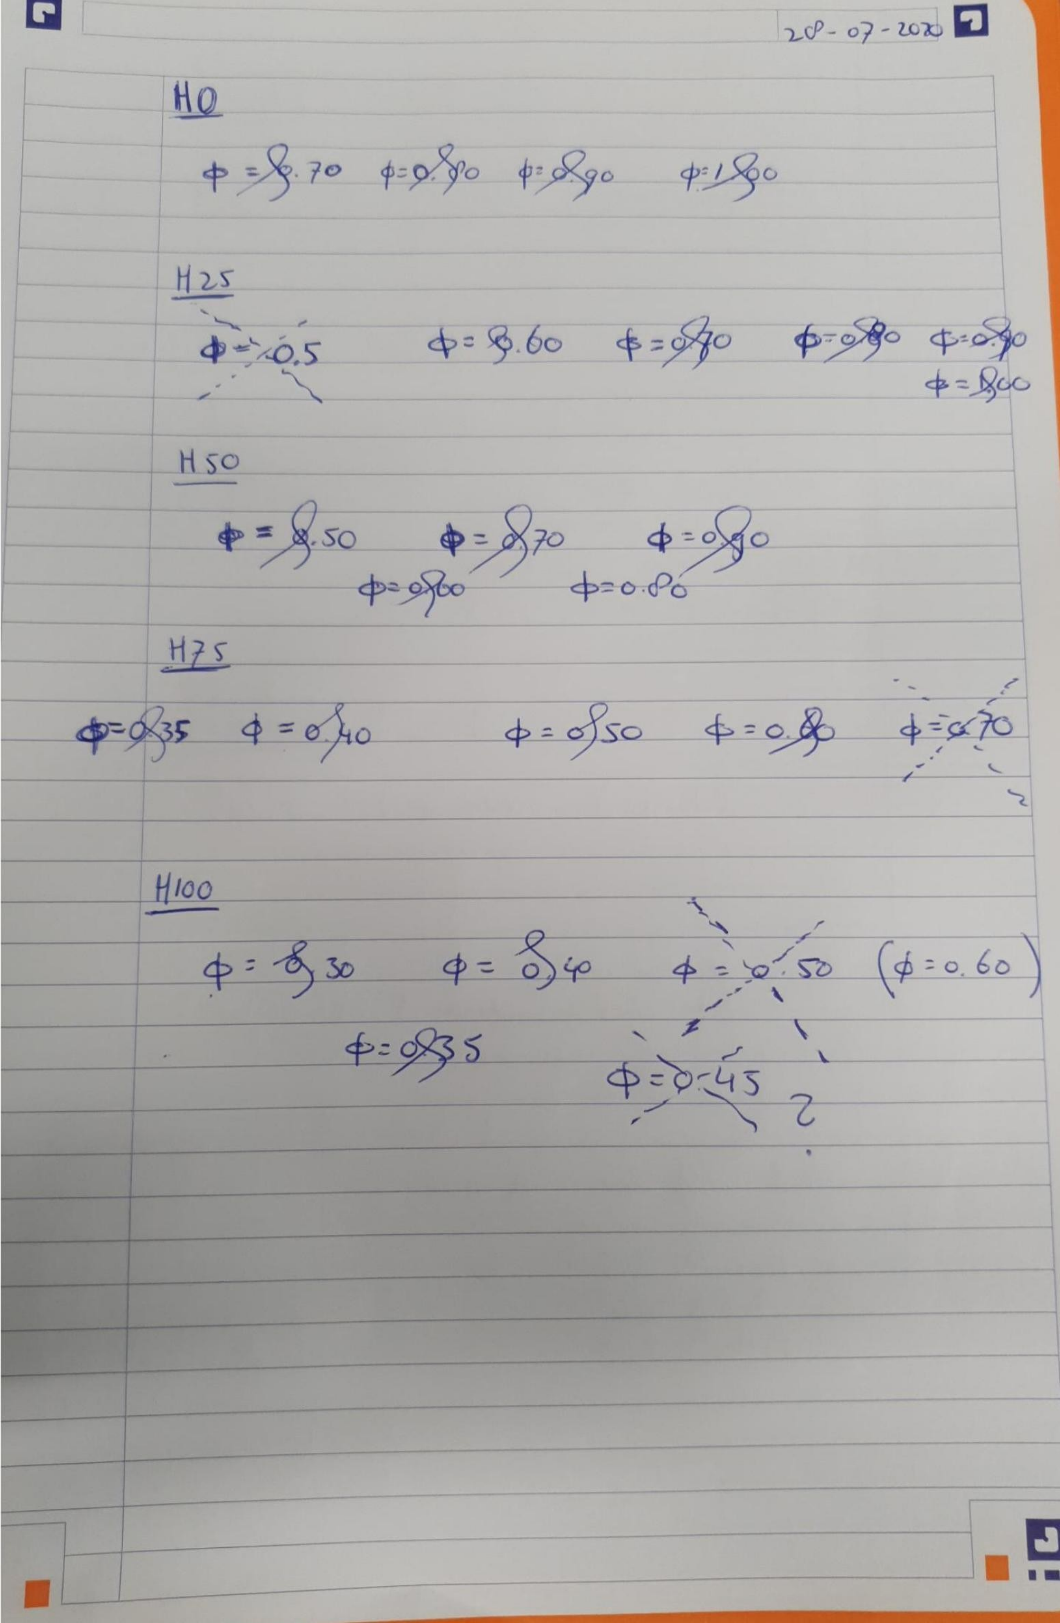 28-07-2020
H0
ϕ = 0.70 ϕ=0.80 ϕ=0.90 ϕ=1.00
H25
ϕ = 0.5 ϕ= 0.60 ϕ=0.70 ϕ=0.80 ϕ=0.90
ϕ = 1.00
H50
ϕ = 0.50 ϕ= 0.70 ϕ=0.90
ϕ=0.60 ϕ=0.80
H75
ϕ=0.35 ϕ = 0.40 ϕ = 0.50 ϕ = 0.60 ϕ=0.70
?
H100
ϕ = 0.30 ϕ = 0.40 ϕ = 0.50 (ϕ=0.60)
ϕ=0.35
ϕ=0.45 ?